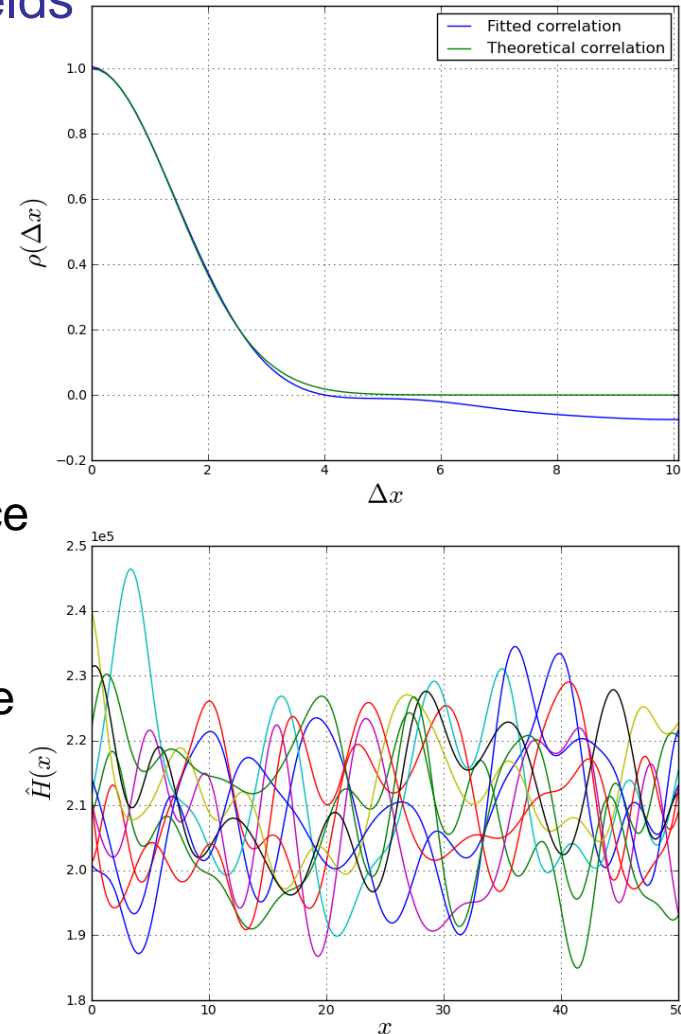 elds
Fitted correlation
Theoretical correlation
1.0
0.8
0.6
0.4
0.2
0.0
−0.2
ρ(Δx)
0 2 4 6 8 10
Δx
ce
1e5
2.5
2.4
2.3
e
2.2
2.1
2.0
1.9
1.8
Ĥ(x)
0 10 20 30 40 50
x